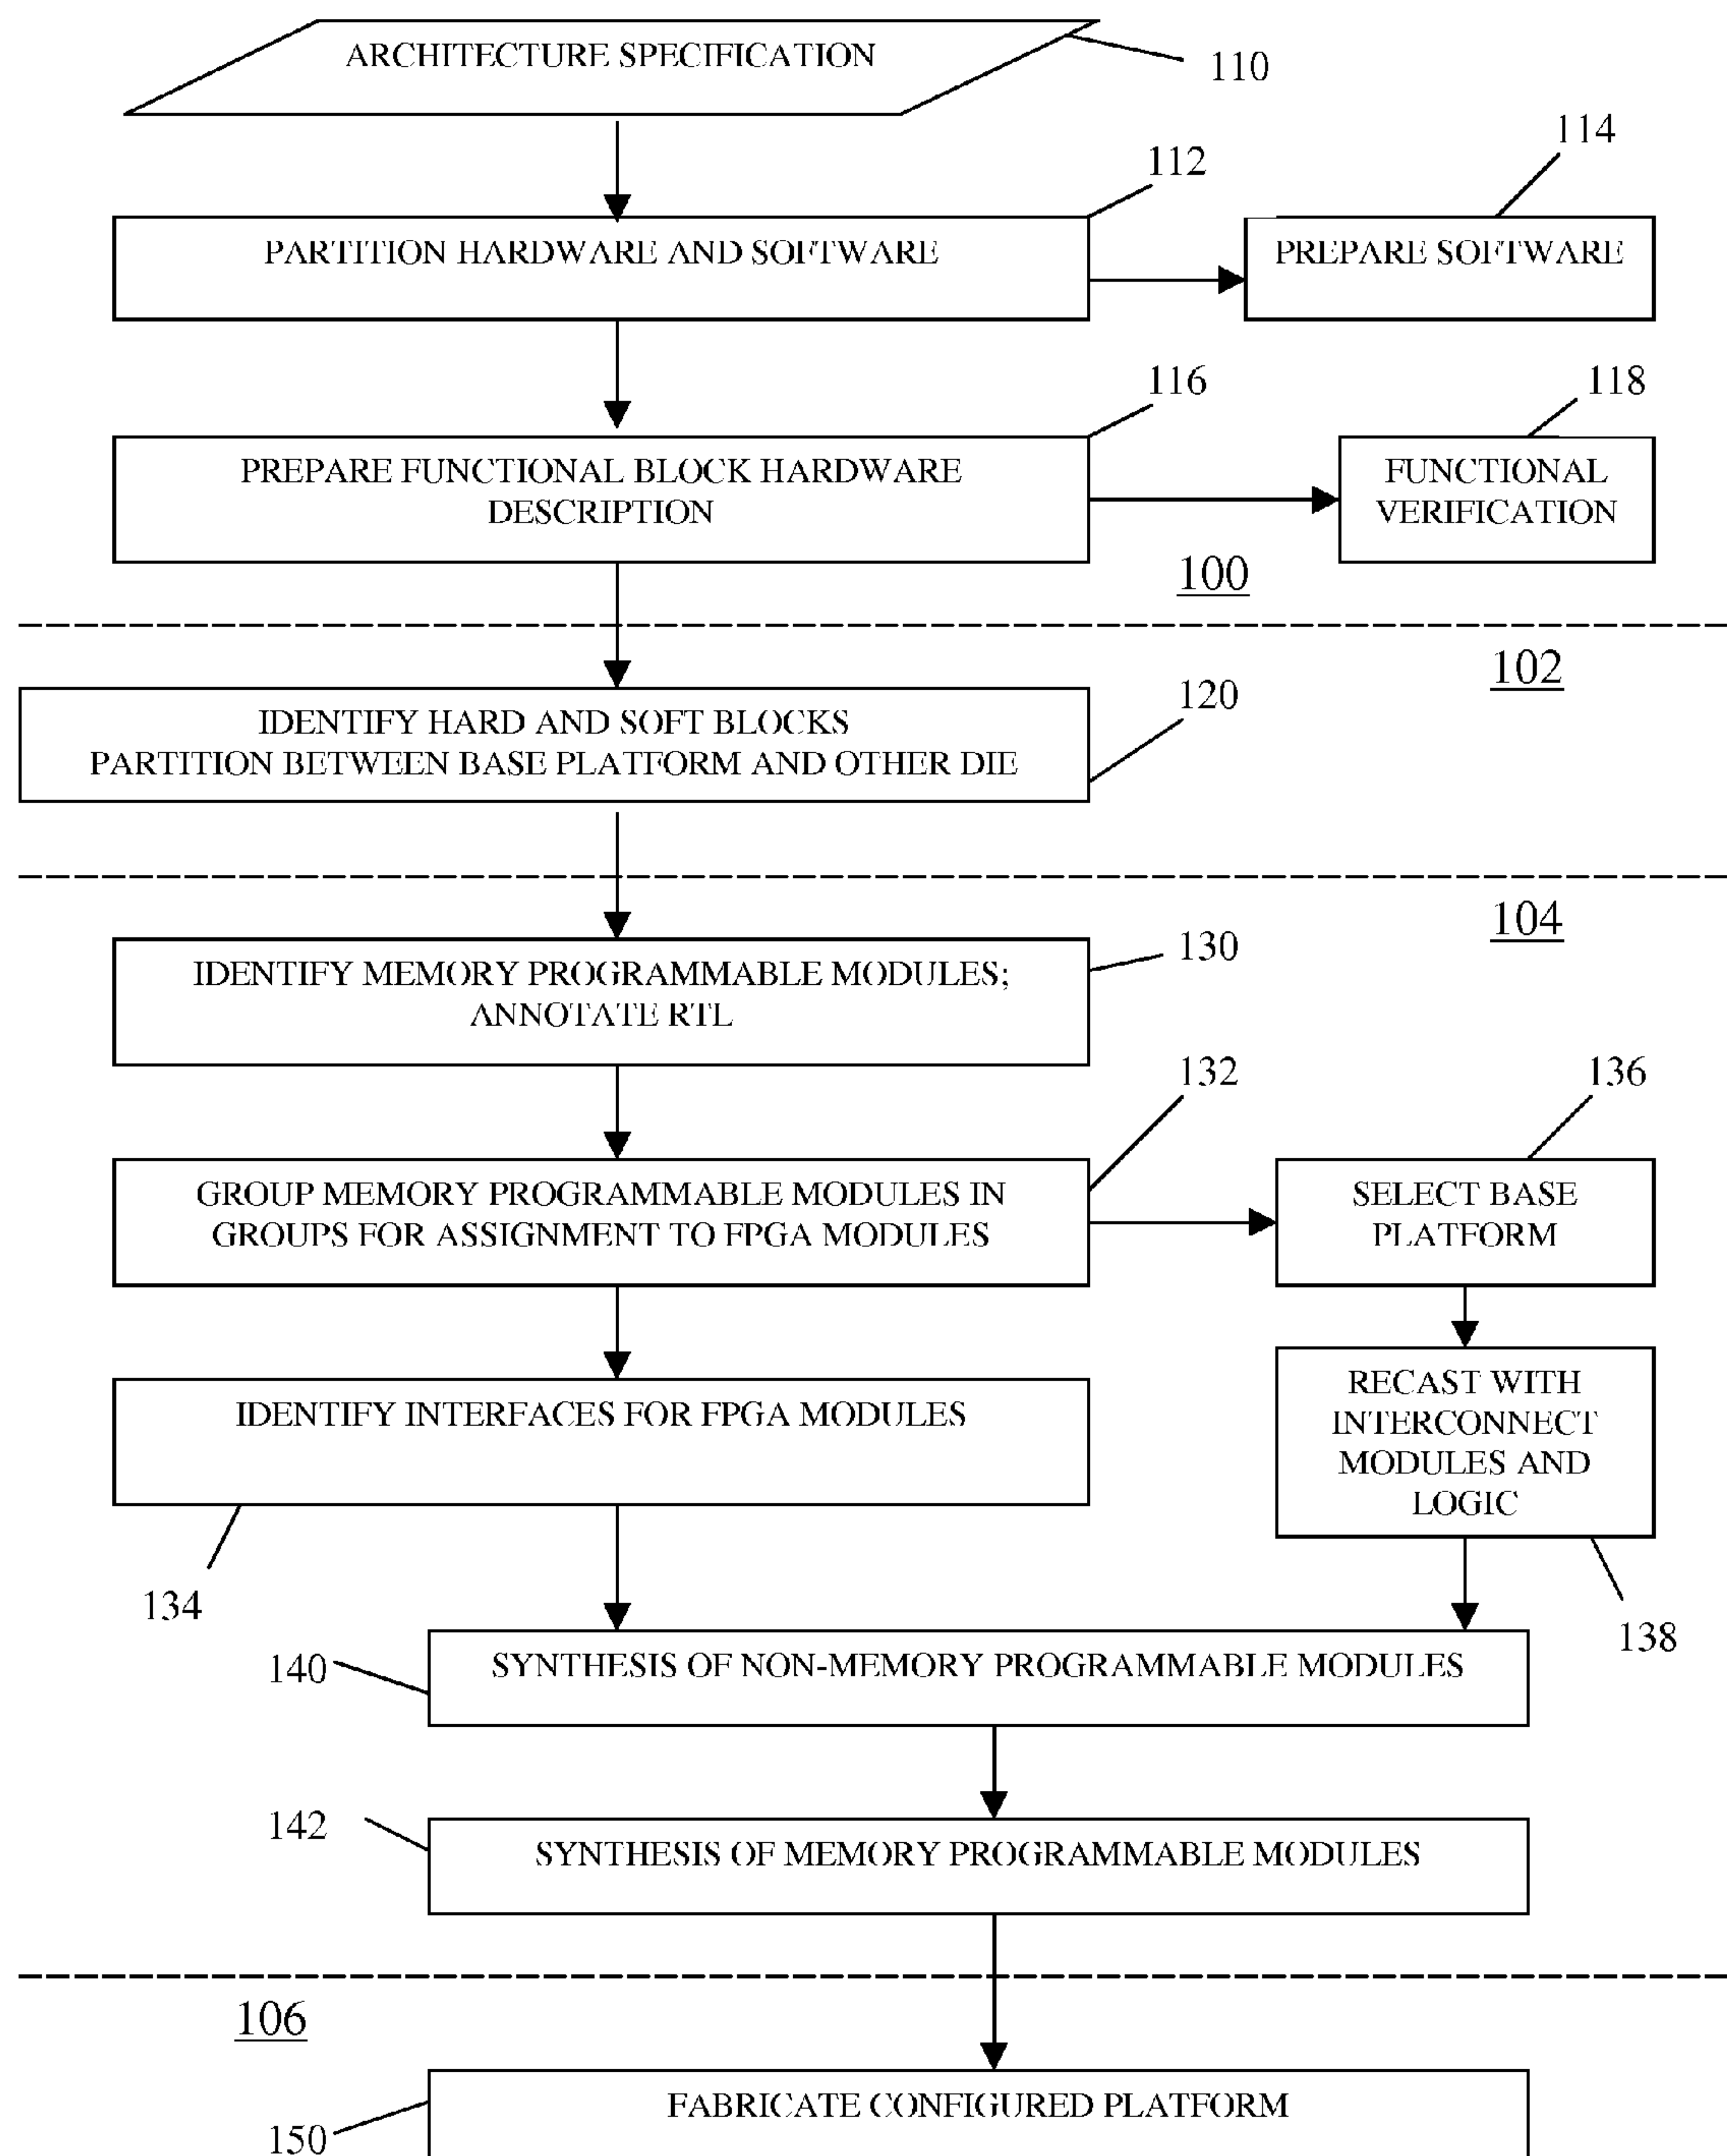 ARCHITECTURE SPECIFICATION
110
114
112
PARTITION HARDWARE AND SOFTWARE
PREPARE SOFTWARE
116
118
PREPARE FUNCTIONAL BLOCK HARDWARE
DESCRIPTION
FUNCTIONAL
VERIFICATION
100
102
120
IDENTIFY HARD AND SOFT BLOCKS
PARTITION BETWEEN BASE PLATFORM AND OTHER DIE
104
130
IDENTIFY MEMORY PROGRAMMABLE MODULES;
ANNOTATE RTL
132
136
GROUP MEMORY PROGRAMMABLE MODULES IN
GROUPS FOR ASSIGNMENT TO FPGA MODULES
SELECT BASE
PLATFORM
IDENTIFY INTERFACES FOR FPGA MODULES
RECAST WITH
INTERCONNECT
MODULES AND
LOGIC
134
138
140
SYNTHESIS OF NON-MEMORY PROGRAMMABLE MODULES
142
SYNTHESIS OF MEMORY PROGRAMMABLE MODULES
106
FABRICATE CONFIGURED PLATFORM
150